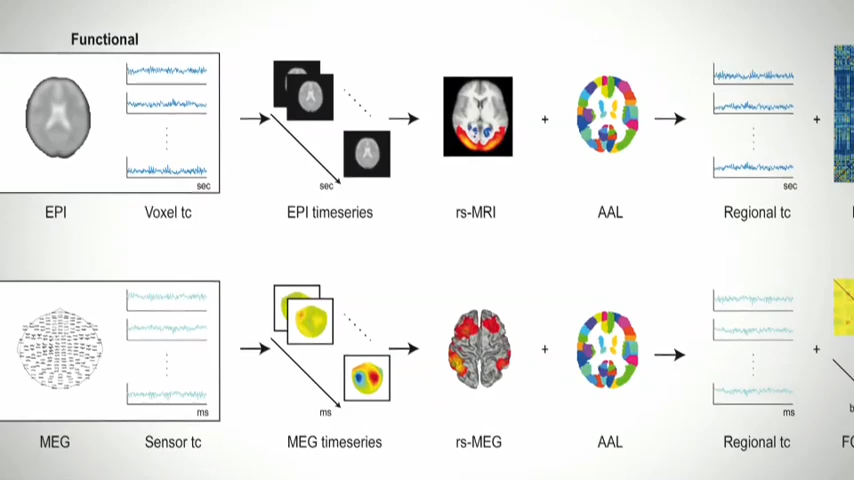 Functional
sec
sec
sec
EPI
Voxel tc
EPI timeseries
rs-MRI
+
AAL
Regional tc
+
ms
ms
ms
MEG
Sensor tc
MEG timeseries
rs-MEG
+
AAL
Regional tc
+